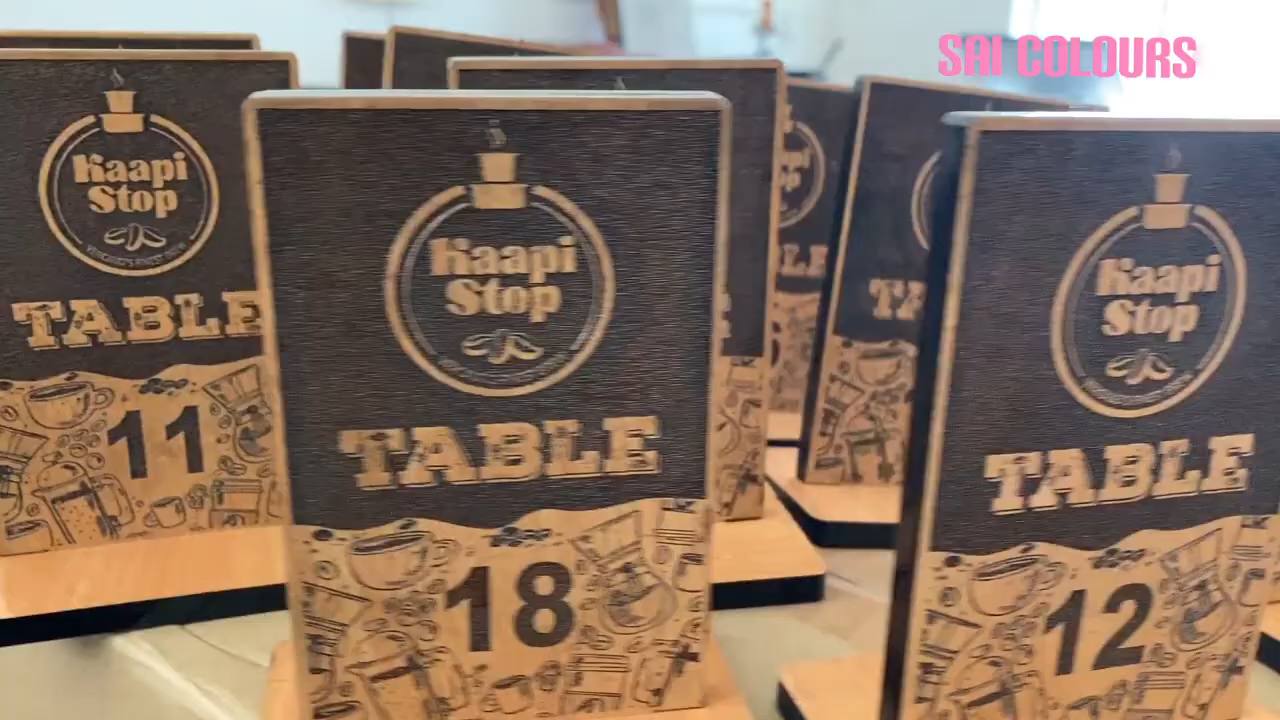 SAI COLOURS
Kaapi
Stop
TABLE
11
Kaapi
Stop
TABLE
18
Kaapi
Stop
TABLE
12